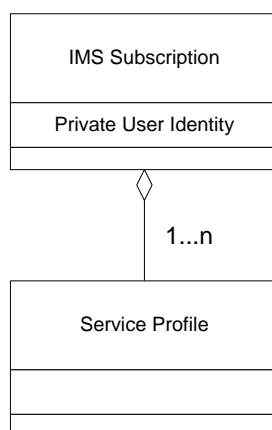 IMS Subscription
Private User Identity
1...n
Service Profile